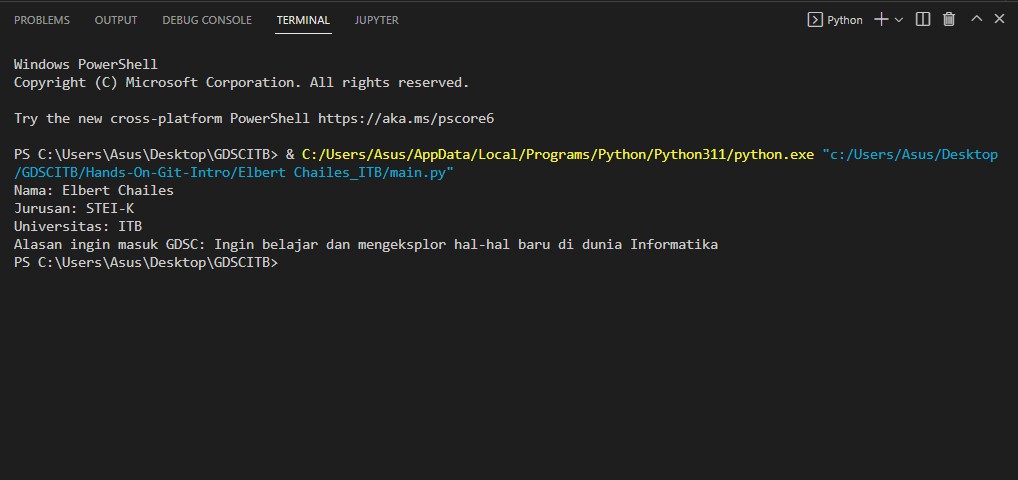 PROBLEMS OUTPUT DEBUG CONSOLE TERMINAL JUPYTER Python
Windows PowerShell
Copyright (C) Microsoft Corporation. All rights reserved.
Try the new cross-platform PowerShell https://aka.ms/pscore6
PS C:\Users\Asus\Desktop\GDSCITB> & C:/Users/Asus/AppData/Local/Programs/Python/Python311/python.exe "c:/Users/Asus/Desktop
/GDSCITB/Hands-On-Git-Intro/Elbert Chailes_ITB/main.py"
Nama: Elbert Chailes
Jurusan: STEI-K
Universitas: ITB
Alasan ingin masuk GDSC: Ingin belajar dan mengeksplor hal-hal baru di dunia Informatika
PS C:\Users\Asus\Desktop\GDSCITB>